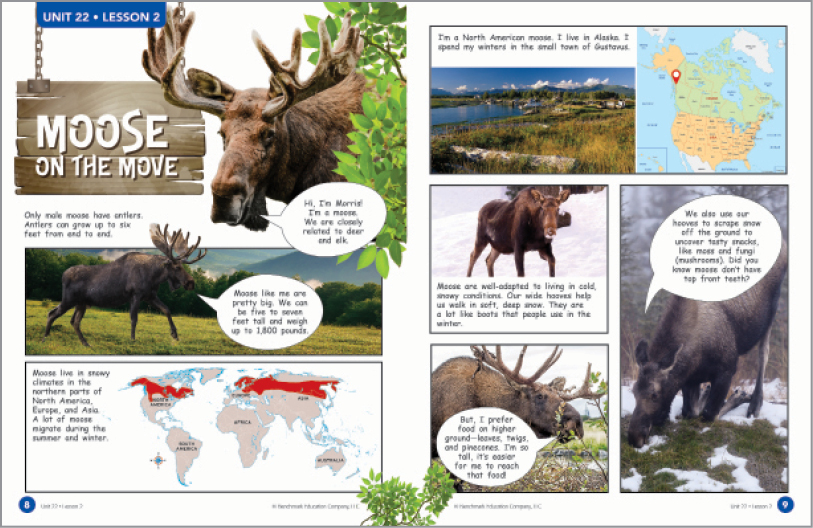 UNIT 22 • LESSON 2
MOOSE
ON THE MOVE
Hi, I'm Morris!
I'm a moose.
We are closely
related to deer
and elk.
Only male moose have antlers.
Antlers can grow up to six
feet from end to end.
Moose like me are
pretty big. We can
be five to seven
feet tall and weigh
up to 1,800 pounds.
Moose live in snowy
climates in the
northern parts of
North America,
Europe, and Asia.
A lot of moose
migrate during the
summer and winter.
NORTH
AMERICA
EUROPE
ASIA
AFRICA
SOUTH
AMERICA
AUSTRALIA
8
Unit 22 • Lesson 2
© Benchmark Education Company, LLC
I'm a North American moose. I live in Alaska. I
spend my winters in the small town of Gustavus.
Moose are well-adapted to living in cold,
snowy conditions. Our wide hooves help
us walk in soft, deep snow. They are
a lot like boots that people use in the
winter.
We also use our
hooves to scrape snow
off the ground to
uncover tasty snacks,
like moss and fungi
(mushrooms). Did you
know moose don't have
top front teeth?
But, I prefer
food on higher
ground—leaves, twigs,
and pinecones. I'm so
tall, it's easier
for me to reach
that food!
© Benchmark Education Company, LLC
Unit 22 • Lesson 2
9